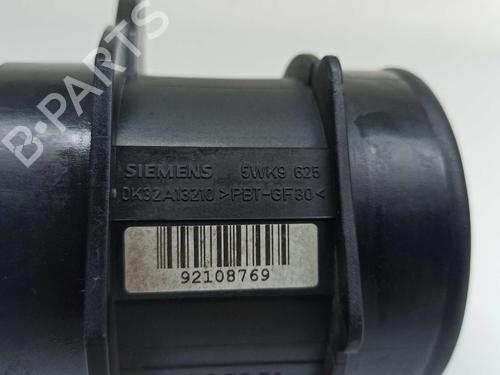 B-PARTS
SIEMENS 5WK9 625
0K32A13210 >PBT-GF30<
92108769